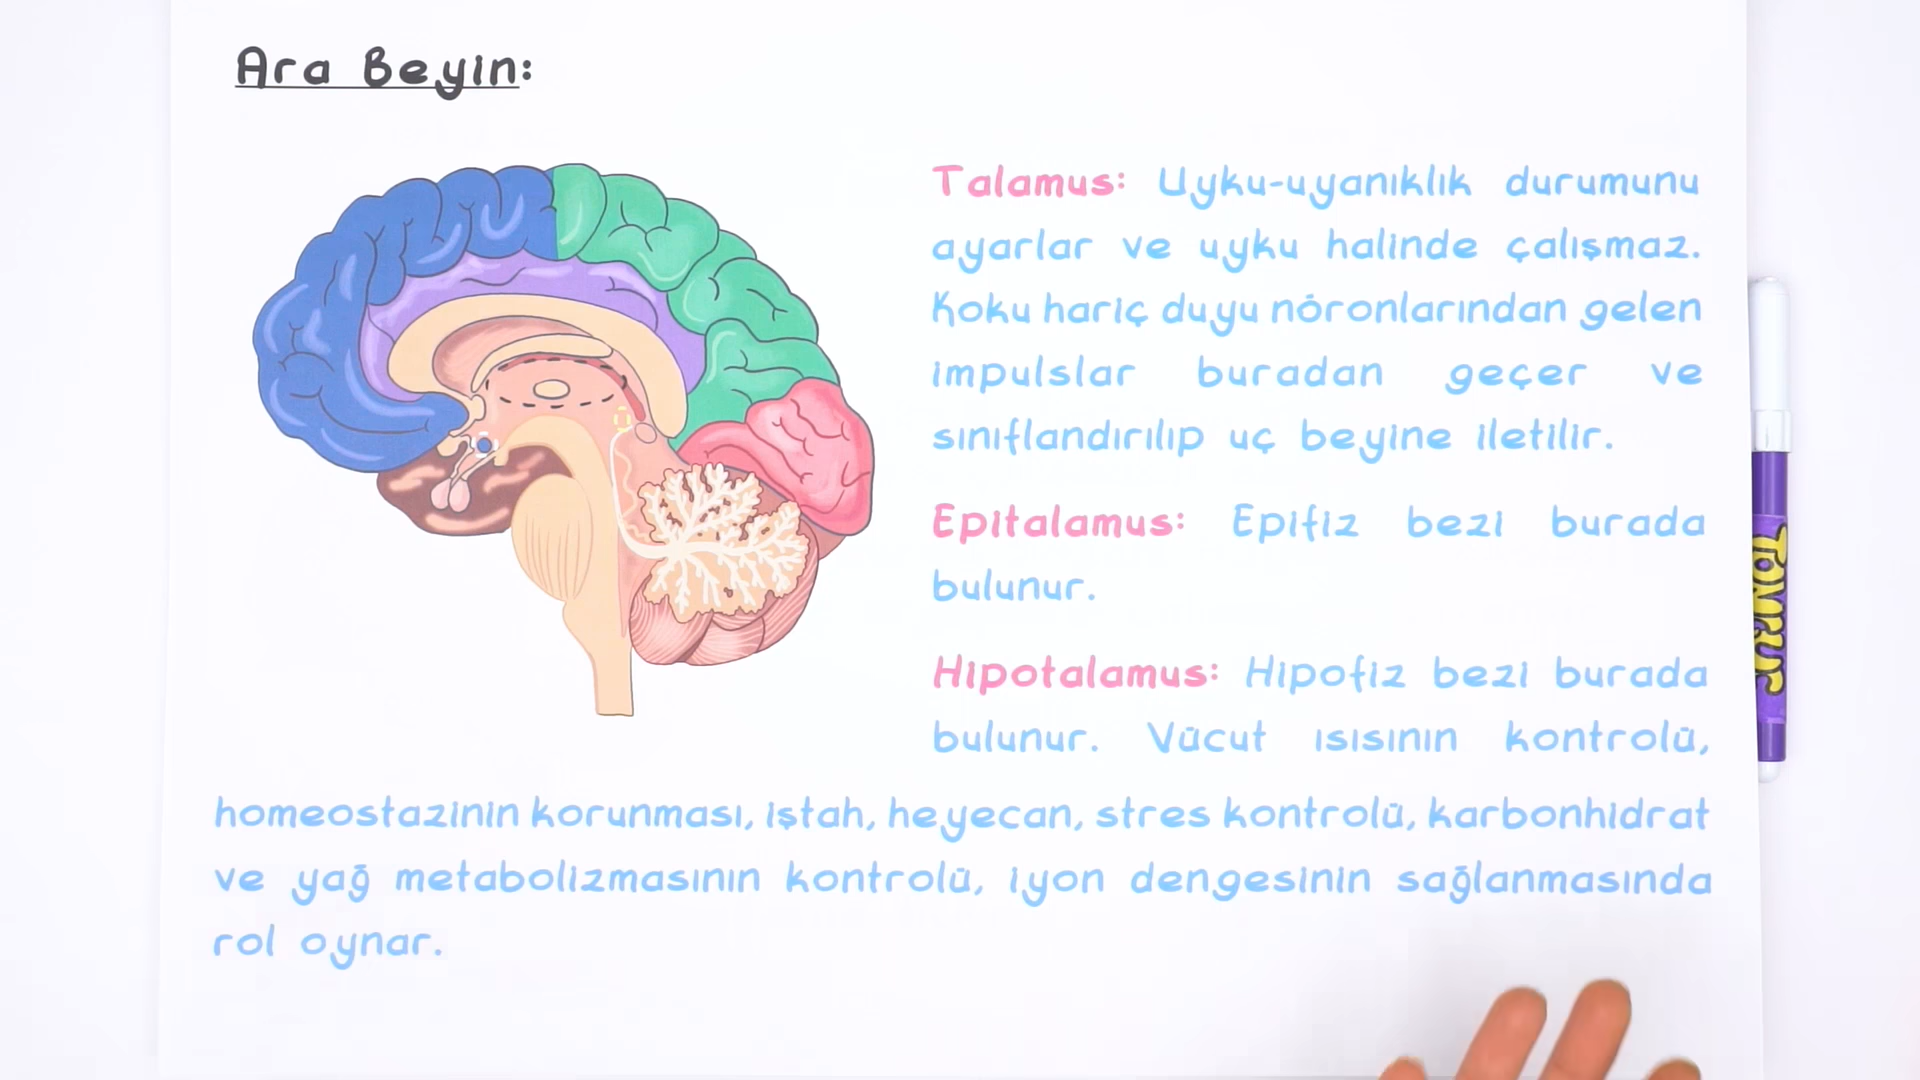 Ara Beyin:
Talamus: Uyku-uyanıklık durumunu
ayarlar ve uyku halinde çalışmaz.
Koku hariç duyu nöronlarından gelen
impulslar buradan geçer ve
sınıflandırılıp uç beyine iletilir.
Epitalamus: Epifiz bezi burada
bulunur.
Hipotalamus: Hipofiz bezi burada
bulunur. Vücut ısısının kontrolü,
homeostazinin korunması, iştah, heyecan, stres kontrolü, karbonhidrat
ve yağ metabolizmasının kontrolü, iyon dengesinin sağlanmasında
rol oynar.
TOMBUL